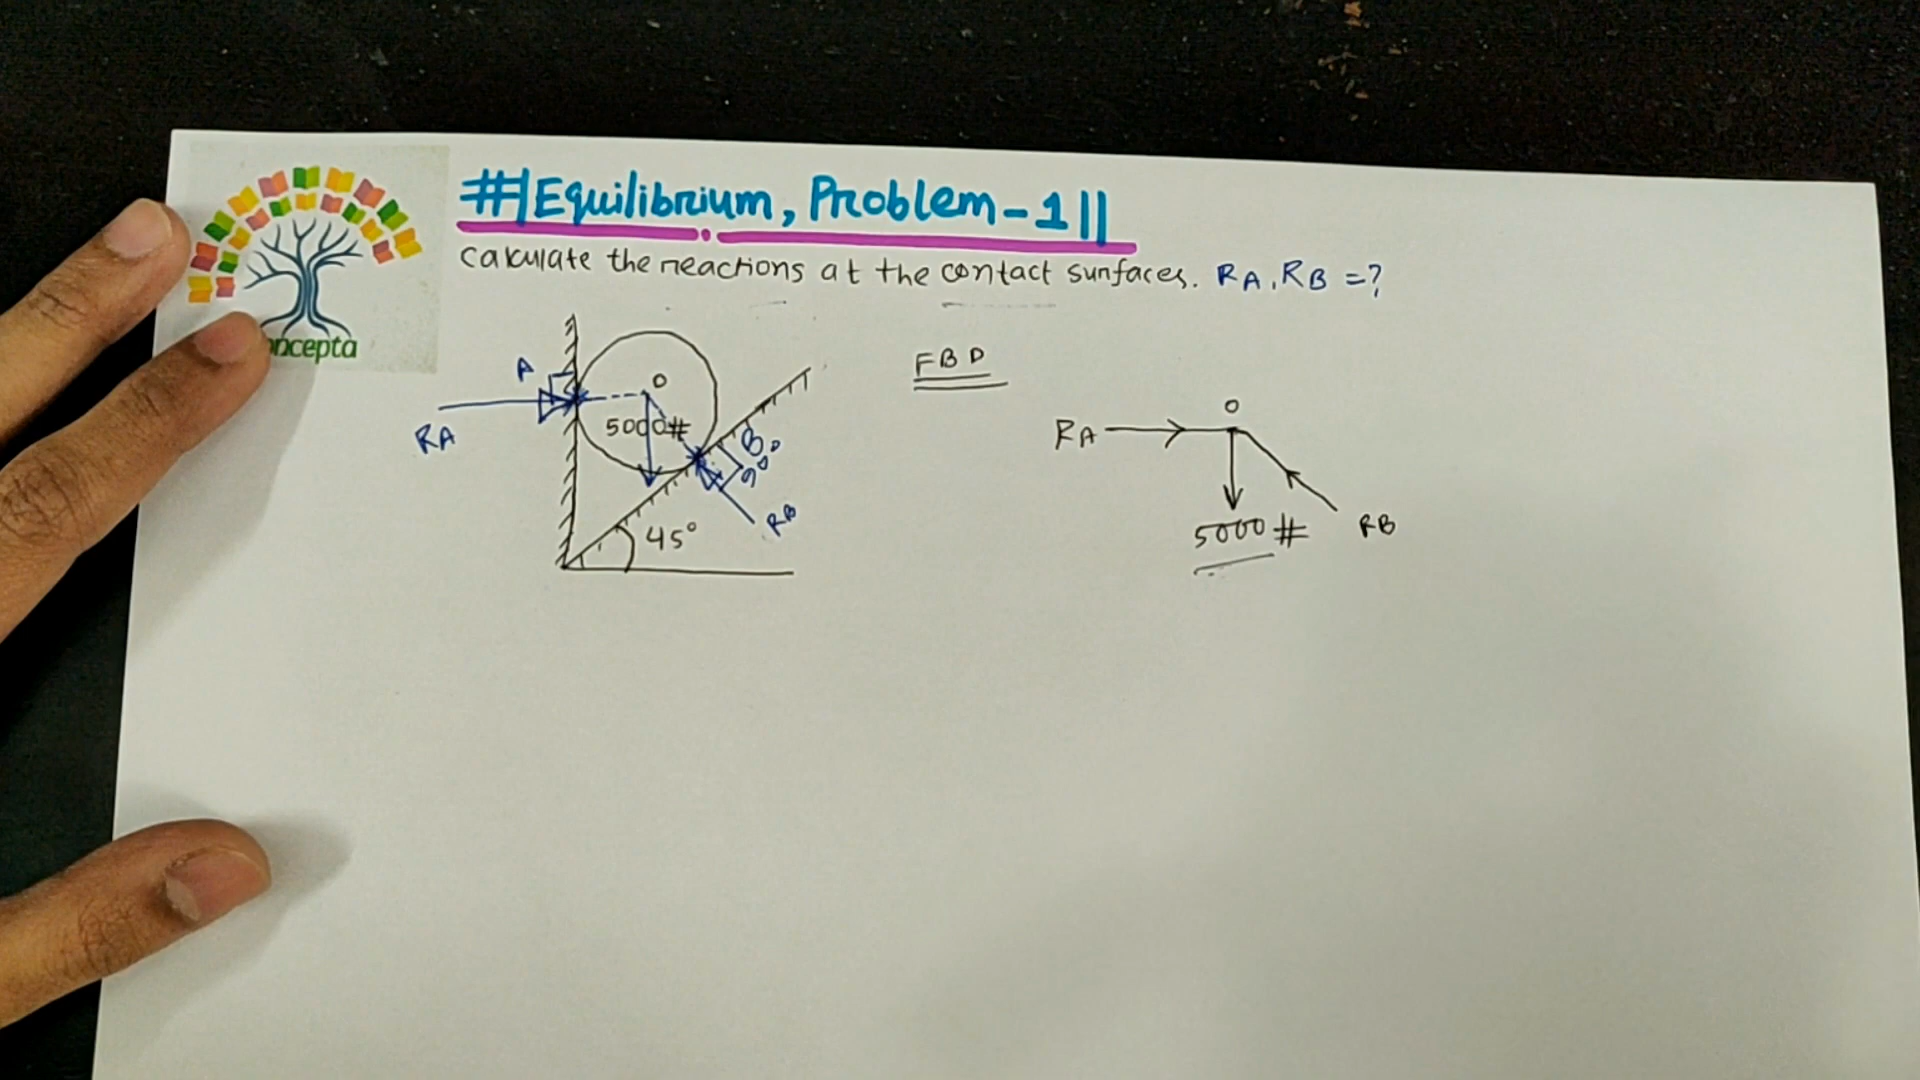 #|Equilibrium, Problem-1||
calculate the reactions at the contact surfaces. RA, RB =?
oncepta
A
RA
O
5000#
B
90°
RB
45°
FBD
O
RA
5000#
RB